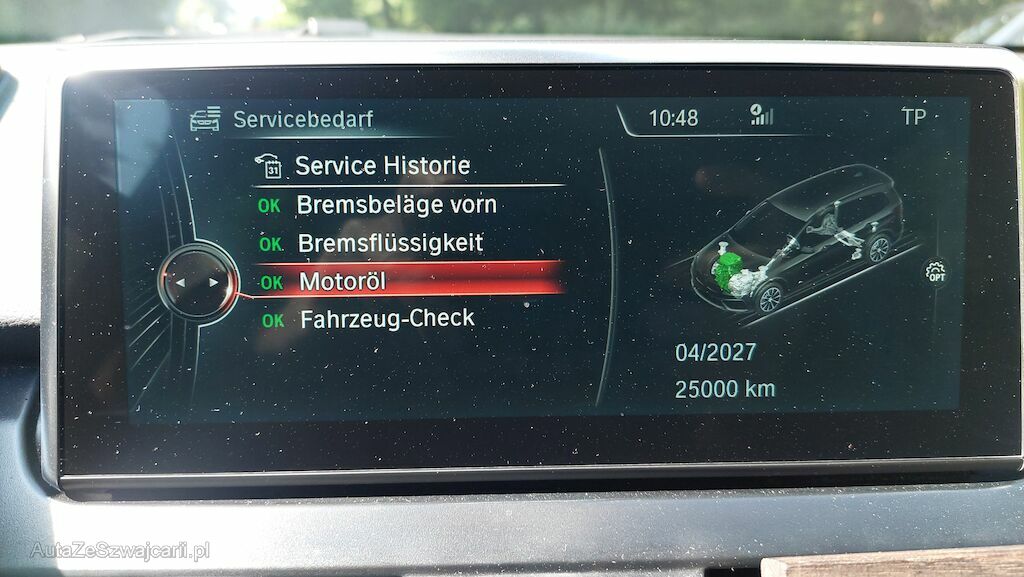 Servicebedarf
10:48
TP
31
Service Historie
OK Bremsbeläge vorn
OK Bremsflüssigkeit
OK Motoröl
OK Fahrzeug-Check
OPT
04/2027
25000 km
AutaZeSzwajcarii.pl